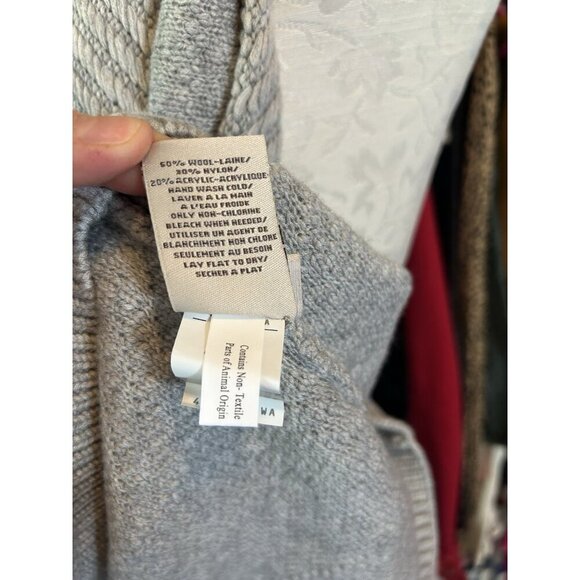 50% WOOL-LAINE/
30% NYLON/
20% ACRYLIC-ACRYLIQUE
HAND WASH COLD/
LAVER A LA MAIN
A L'EAU FROIDE
ONLY NON-CHLORINE
BLEACH WHEN NEEDED/
UTILISER UN AGENT DE
BLANCHIMENT NON CHLORE
SEULEMENT AU BESOIN
LAY FLAT TO DRY/
SECHER A PLAT
Contains Non-Textile
Parts of Animal Origin
WA